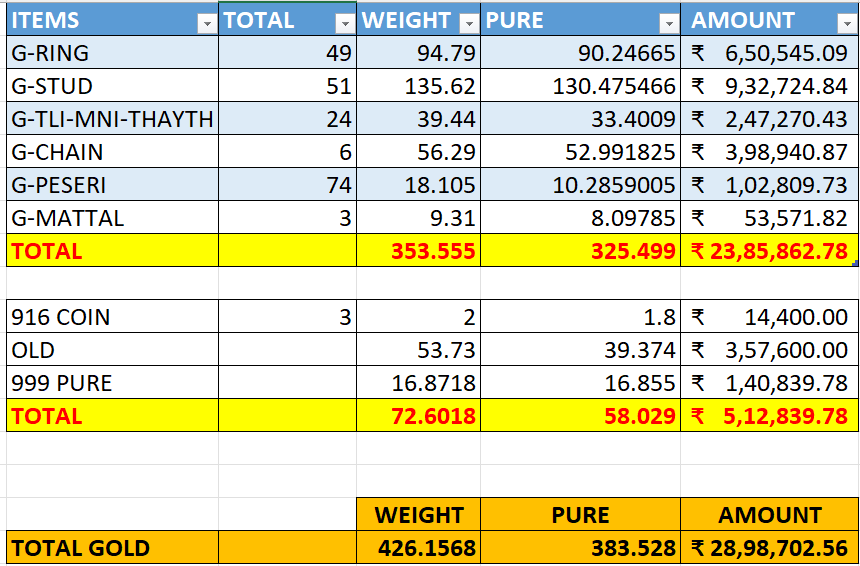 ITEMS TOTAL WEIGHT PURE AMOUNT
G-RING 49 94.79 90.24665 ₹ 6,50,545.09
G-STUD 51 135.62 130.475466 ₹ 9,32,724.84
G-TLI-MNI-THAYTH 24 39.44 33.4009 ₹ 2,47,270.43
G-CHAIN 6 56.29 52.991825 ₹ 3,98,940.87
G-PESERI 74 18.105 10.2859005 ₹ 1,02,809.73
G-MATTAL 3 9.31 8.09785 ₹ 53,571.82
TOTAL 353.555 325.499 ₹ 23,85,862.78
916 COIN 3 2 1.8 ₹ 14,400.00
OLD 53.73 39.374 ₹ 3,57,600.00
999 PURE 16.8718 16.855 ₹ 1,40,839.78
TOTAL 72.6018 58.029 ₹ 5,12,839.78
WEIGHT PURE AMOUNT
TOTAL GOLD 426.1568 383.528 ₹ 28,98,702.56